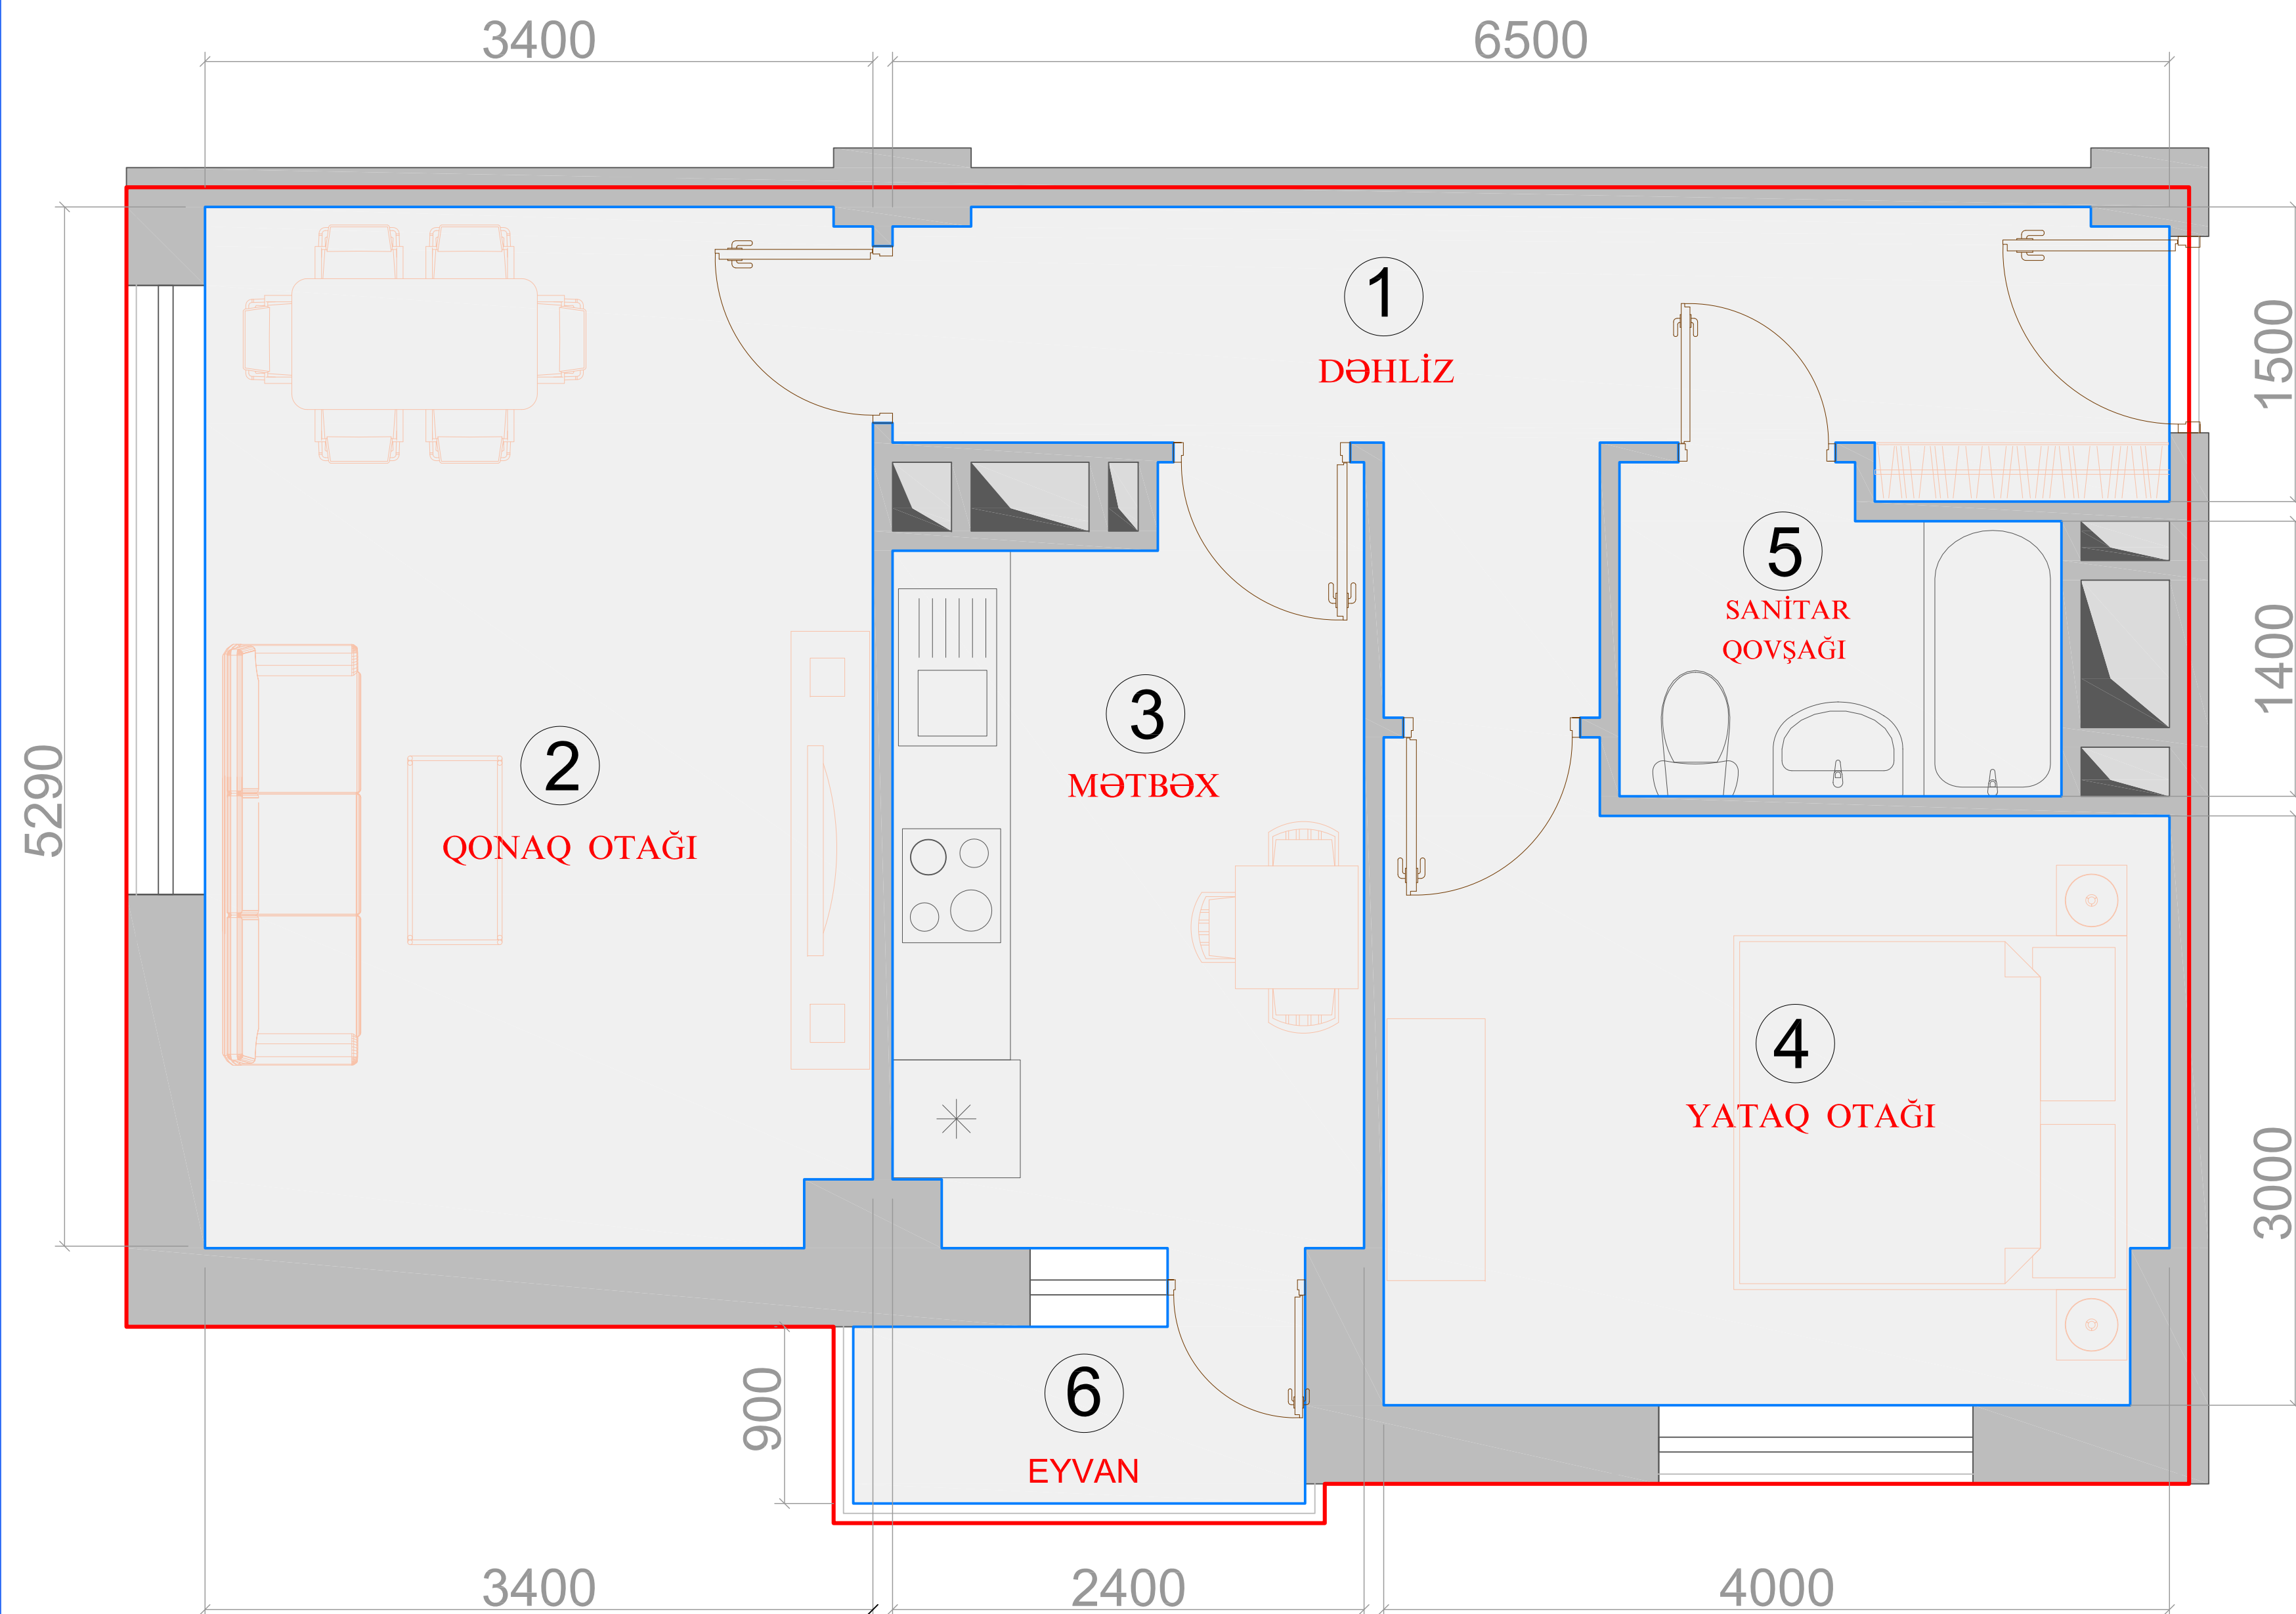 3400
6500
1
DƏHLİZ
1500
5
SANİTAR
QOVŞAĞI
1400
2
QONAQ OTAĞI
5290
3
MƏTBƏX
4
YATAQ OTAĞI
3000
6
EYVAN
900
3400
2400
4000